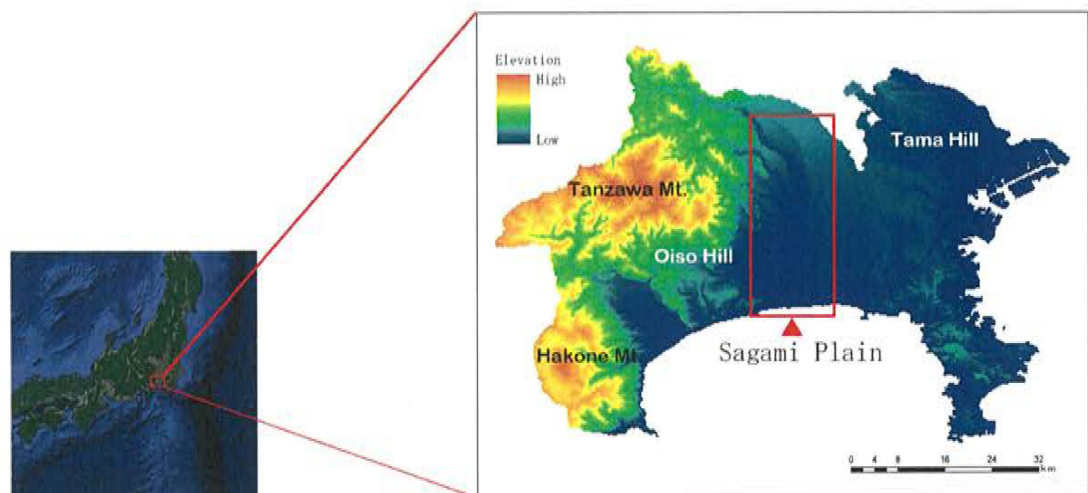 Elevation
High
Low
Tama Hill
Tanzawa Mt.
Oiso Hill
Hakone Mt.
Sagami Plain
0 4 8 16 24 32
km